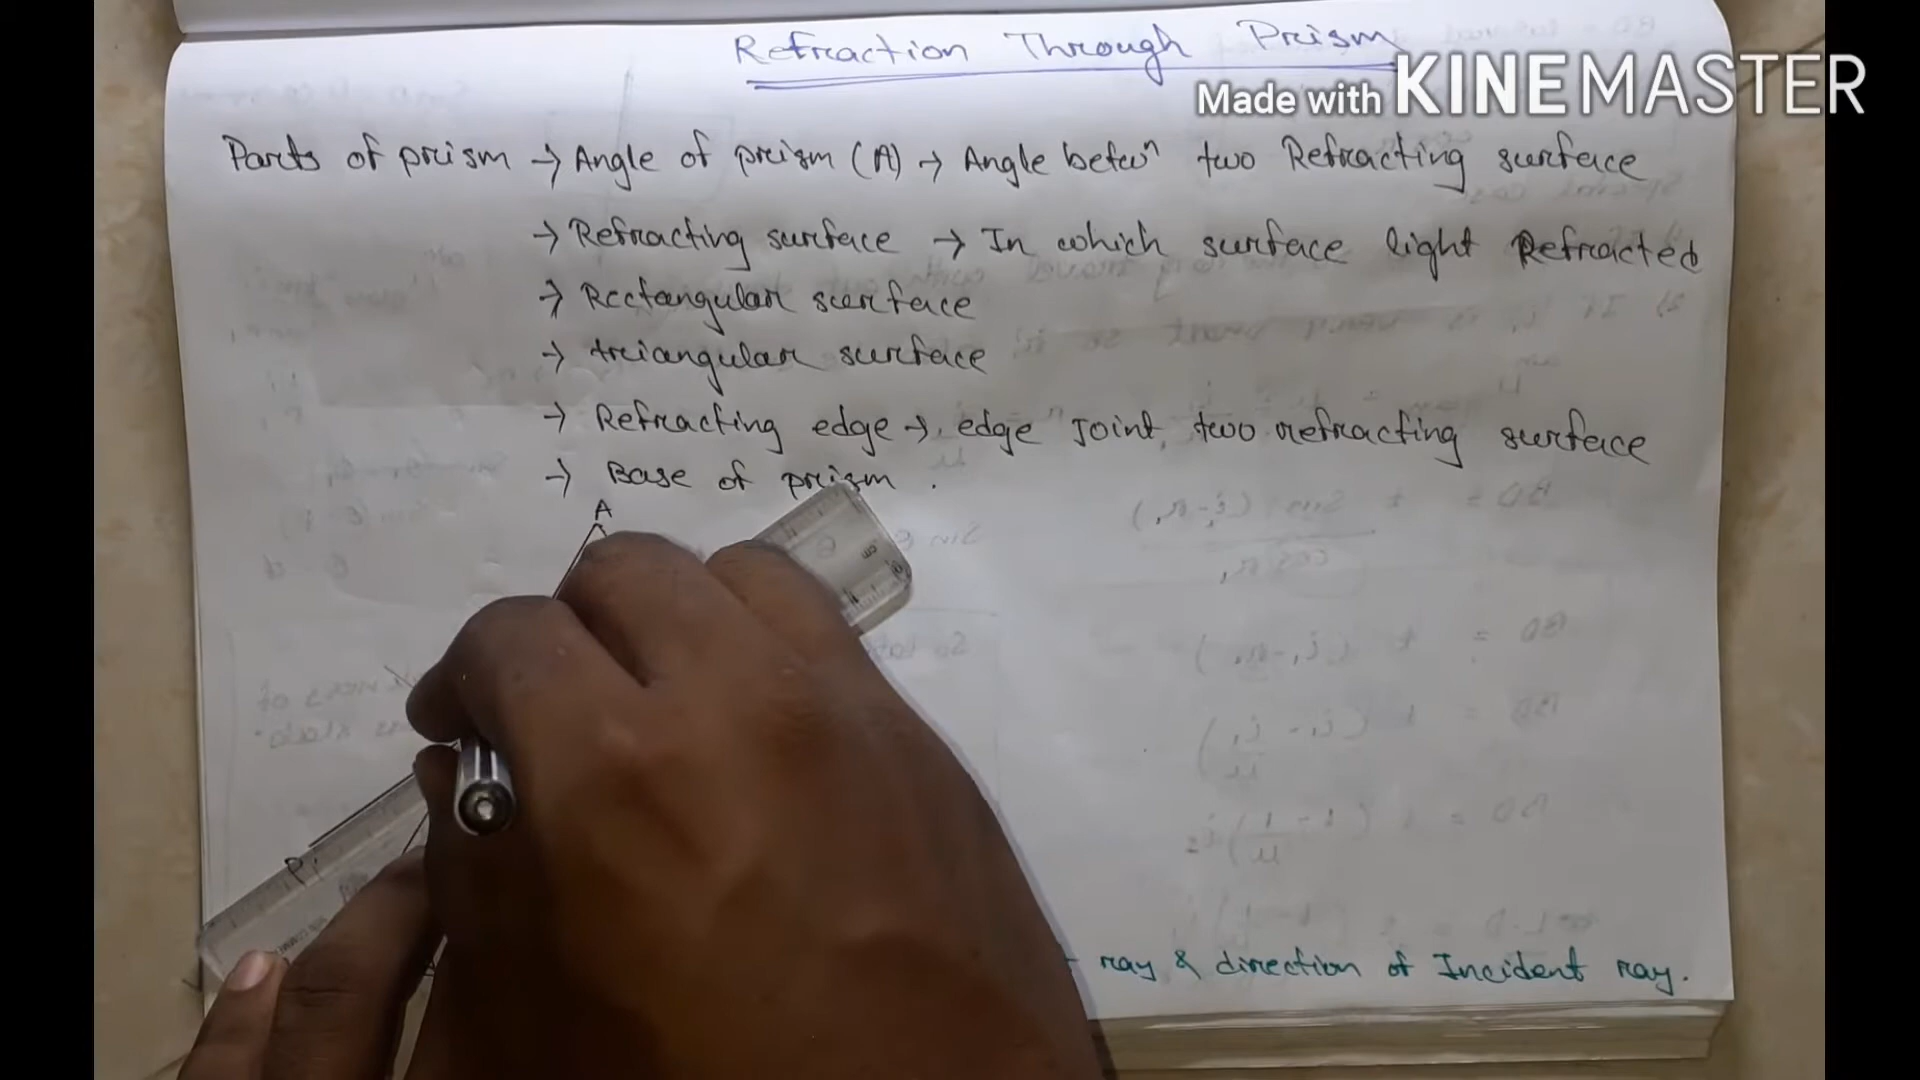 Refraction Through Prism
Made with KINEMASTER
Parts of prism → Angle of prism (A) → Angle betwⁿ two Refracting surface
→ Refracting surface → In which surface light Refracted
→ Rectangular surface
→ triangular surface
→ Refracting edge → edge Joint two refracting surface
→ Base of prism .
A
P
ray & direction of Incident ray.